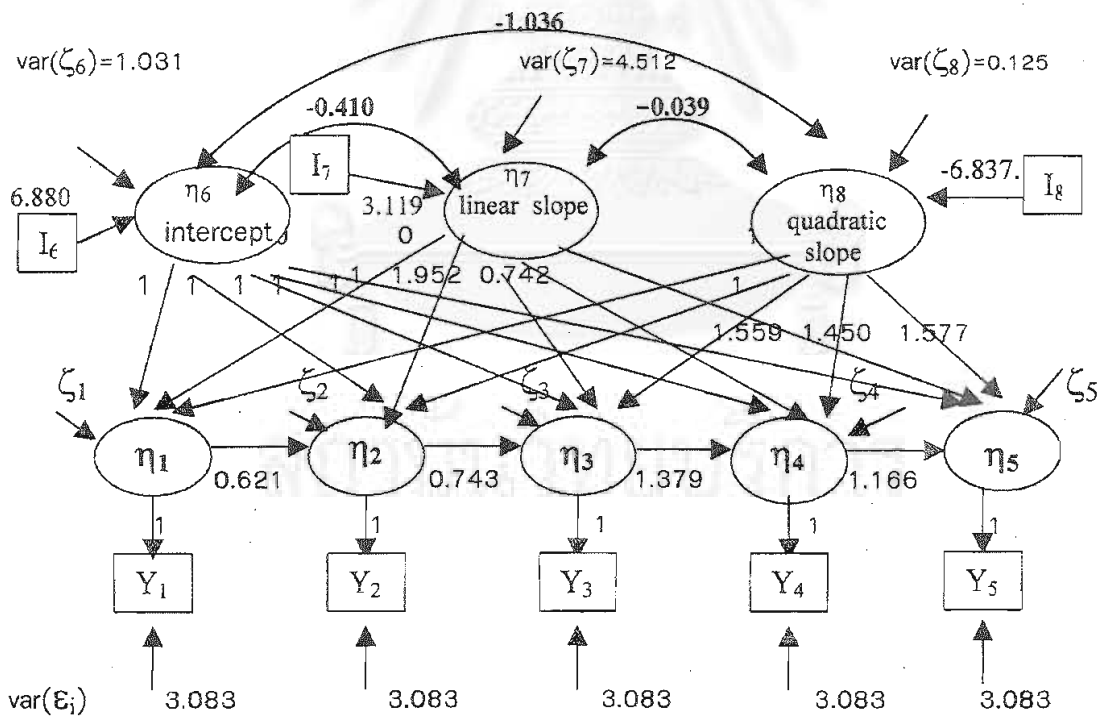 -1.036
var(ζ6)=1.031
var(ζ7)=4.512
var(ζ8)=0.125
-0.410
-0.039
I7
η6
η7
η8
6.880
3.119
linear slope
-6.837.
I8
I6
intercept
0
quadratic
slope
1 1 1 1 1 1 1.952 0.742 1
1.559 1.450 1.577
ζ1
ζ2
ζ3
ζ4
ζ5
η1
η2
η3
η4
η5
0.621
0.743
1.379
1.166
1
1
1
1
1
Y1
Y2
Y3
Y4
Y5
var(εi)
3.083
3.083
3.083
3.083
3.083